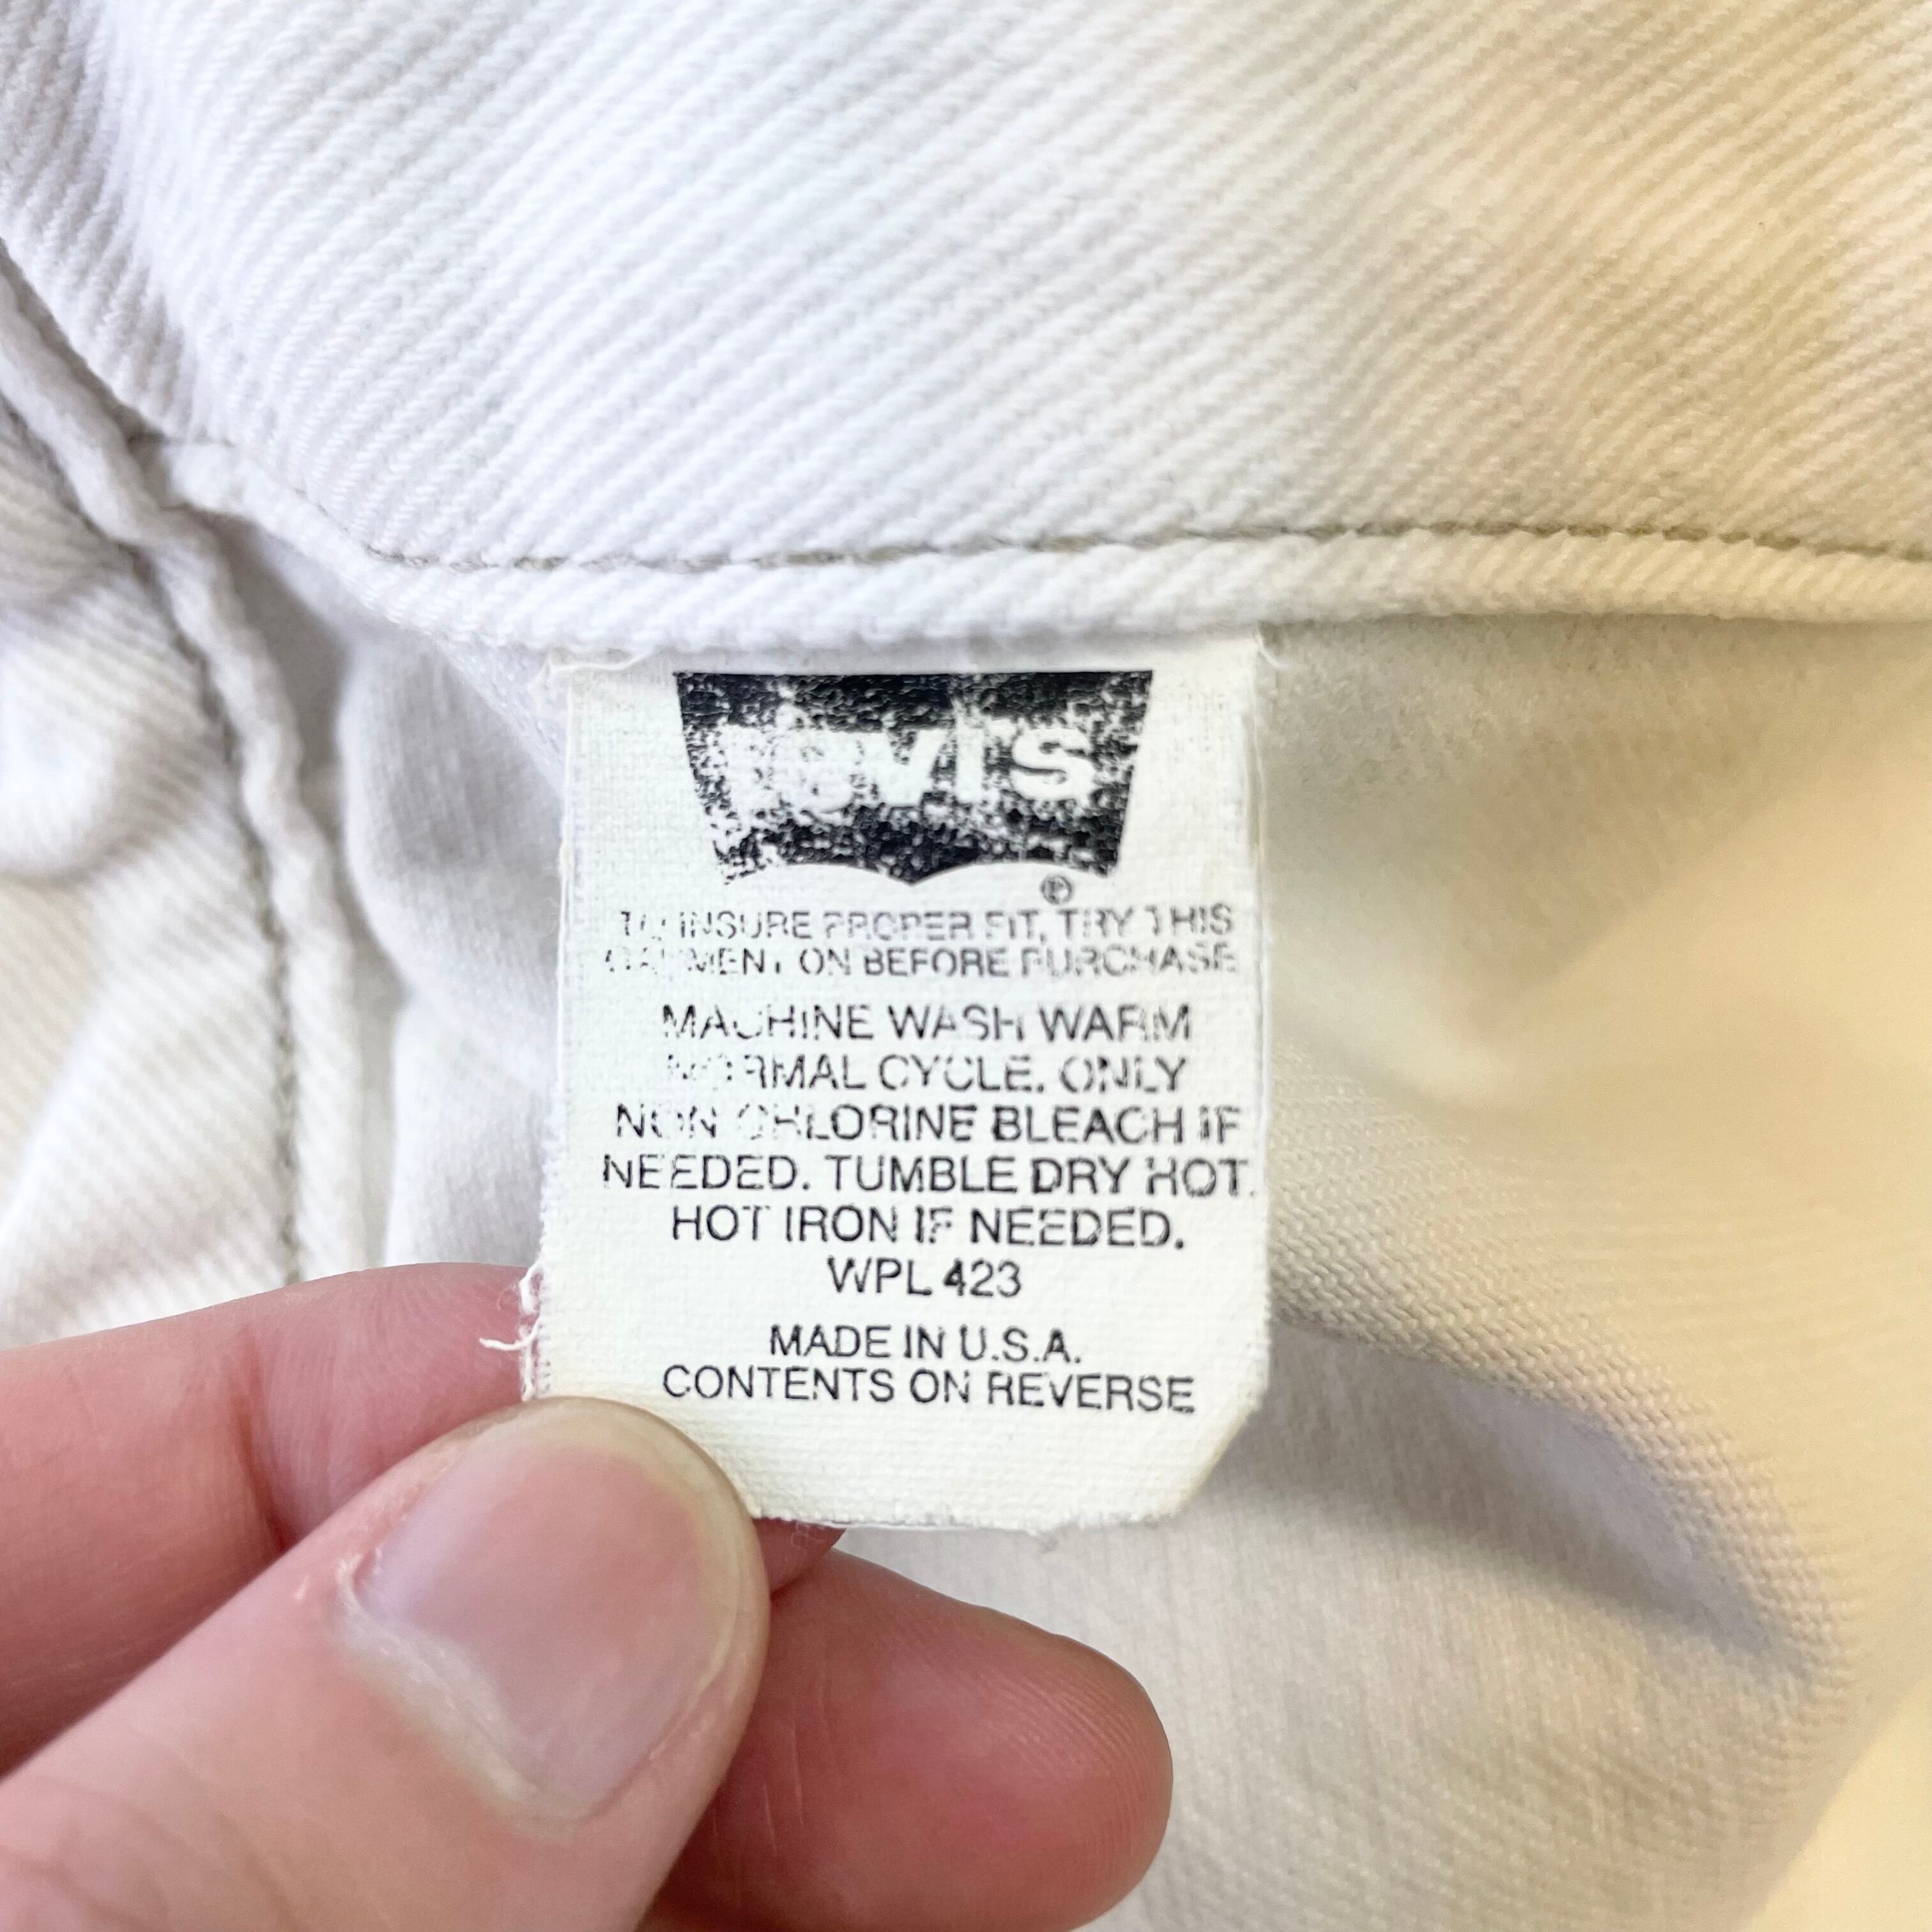 Levi's
®
TO INSURE PROPER FIT, TRY THIS
GARMENT ON BEFORE PURCHASE
MACHINE WASH WARM
NORMAL CYCLE. ONLY
NON CHLORINE BLEACH IF
NEEDED. TUMBLE DRY HOT.
HOT IRON IF NEEDED.
WPL 423
MADE IN U.S.A.
CONTENTS ON REVERSE